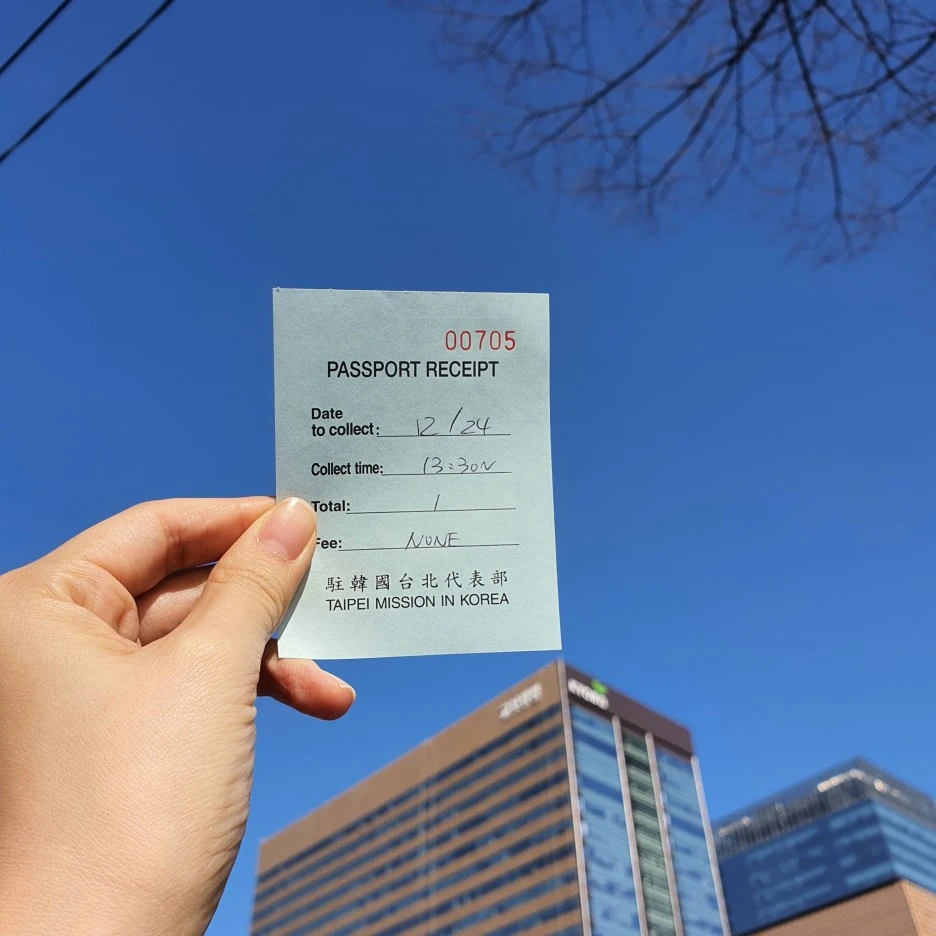 00705
PASSPORT RECEIPT
Date
to collect: 12/24
Collect time: 13:30~
Total: 1
Fee: NONE
駐韓國台北代表部
TAIPEI MISSION IN KOREA